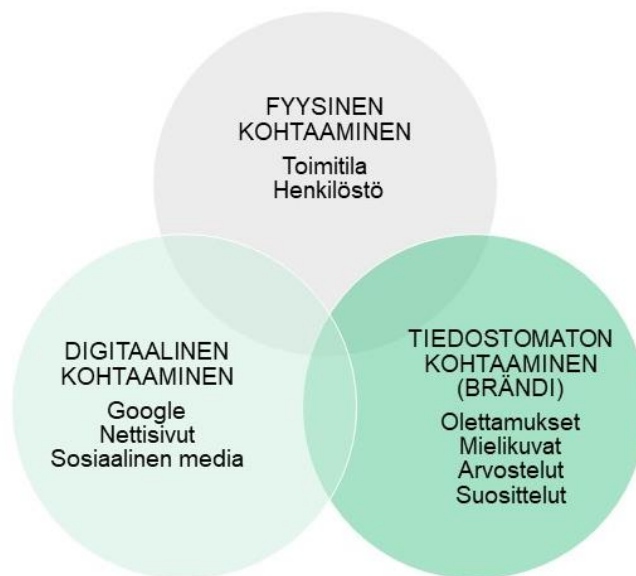 FYYSINEN
KOHTAAMINEN
Toimitila
Henkilöstö
DIGITAALINEN
KOHTAAMINEN
Google
Nettisivut
Sosiaalinen media
TIEDOSTOMATON
KOHTAAMINEN
(BRÄNDI)
Olettamukset
Mielikuvat
Arvostelut
Suosittelut